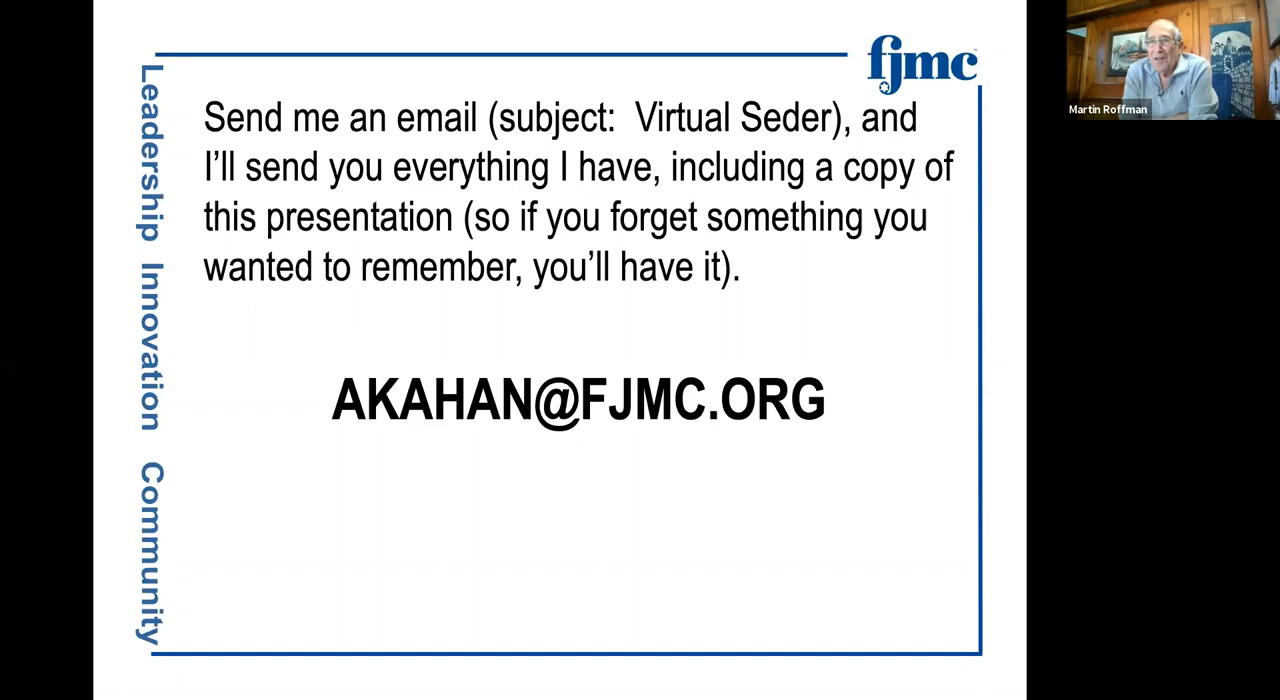 fjmc
Send me an email (subject:  Virtual Seder), and
I’ll send you everything I have, including a copy of
this presentation (so if you forget something you
wanted to remember, you’ll have it).
AKAHAN@FJMC.ORG
Leadership Innovation Community
Martin Roffman